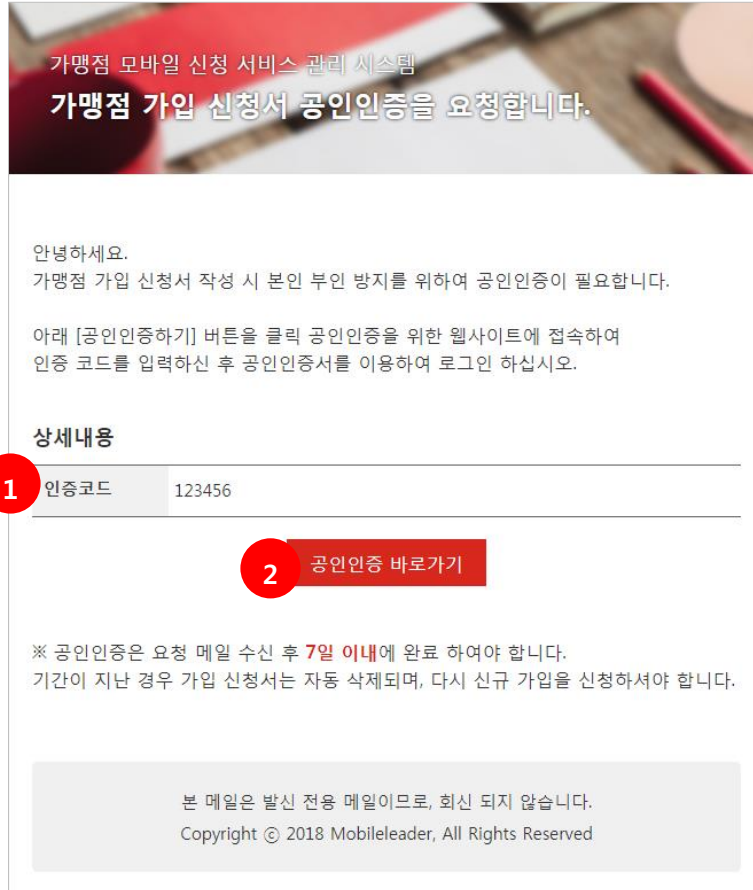 가맹점 모바일 신청 서비스 관리 시스템
가맹점 가입 신청서 공인인증을 요청합니다.
안녕하세요.
가맹점 가입 신청서 작성 시 본인 부인 방지를 위하여 공인인증이 필요합니다.
아래 [공인인증하기] 버튼을 클릭 공인인증을 위한 웹사이트에 접속하여
인증 코드를 입력하신 후 공인인증서를 이용하여 로그인 하십시오.
상세내용
1 인증코드 123456
2 공인인증 바로가기
※ 공인인증은 요청 메일 수신 후 7일 이내에 완료 하여야 합니다.
기간이 지난 경우 가입 신청서는 자동 삭제되며, 다시 신규 가입을 신청하셔야 합니다.
본 메일은 발신 전용 메일이므로, 회신 되지 않습니다.
Copyright ⓒ 2018 Mobileleader, All Rights Reserved